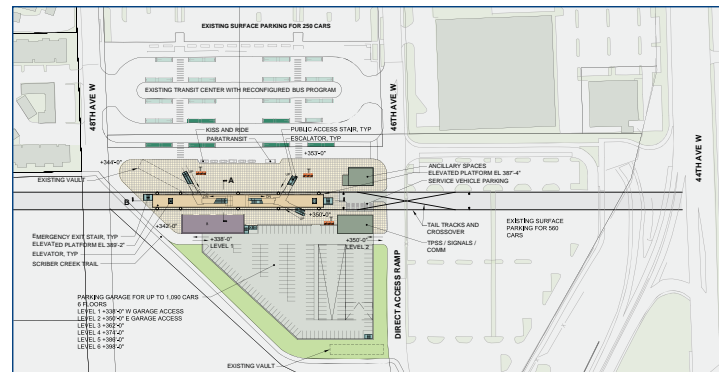 EXISTING SURFACE PARKING FOR 250 CARS
48TH AVE W
EXISTING TRANSIT CENTER WITH RECONFIGURED BUS PROGRAM
46TH AVE W
44TH AVE W
KISS AND RIDE
PARATRANSIT
PUBLIC ACCESS STAIR, TYP
ESCALATOR, TYP
+353'-0"
+344'-0"
EXISTING VAULT
A
B
ANCILLARY SPACES
ELEVATED PLATFORM EL 387'-4"
SERVICE VEHICLE PARKING
+350'-0"
+342'-0"
EMERGENCY EXIT STAIR, TYP
ELEVATED PLATFORM EL 389'-2"
ELEVATOR, TYP
SCRIBER CREEK TRAIL
+338'-0"
LEVEL 1
+350'-0"
LEVEL 2
TAIL TRACKS AND
CROSSOVER
TPSS / SIGNALS /
COMM
EXISTING SURFACE
PARKING FOR 560
CARS
DIRECT ACCESS RAMP
PARKING GARAGE FOR UP TO 1,090 CARS
6 FLOORS
LEVEL 1 +338'-0" W GARAGE ACCESS
LEVEL 2 +350'-0" E GARAGE ACCESS
LEVEL 3 +362'-0"
LEVEL 4 +374'-0"
LEVEL 5 +386'-0"
LEVEL 6 +398'-0"
EXISTING VAULT